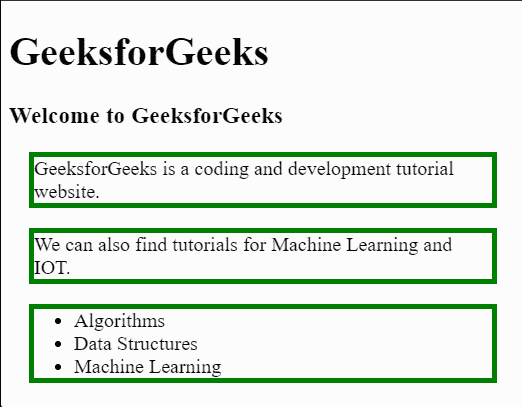 GeeksforGeeks
Welcome to GeeksforGeeks
GeeksforGeeks is a coding and development tutorial
website.
We can also find tutorials for Machine Learning and
IOT.
• Algorithms
• Data Structures
• Machine Learning